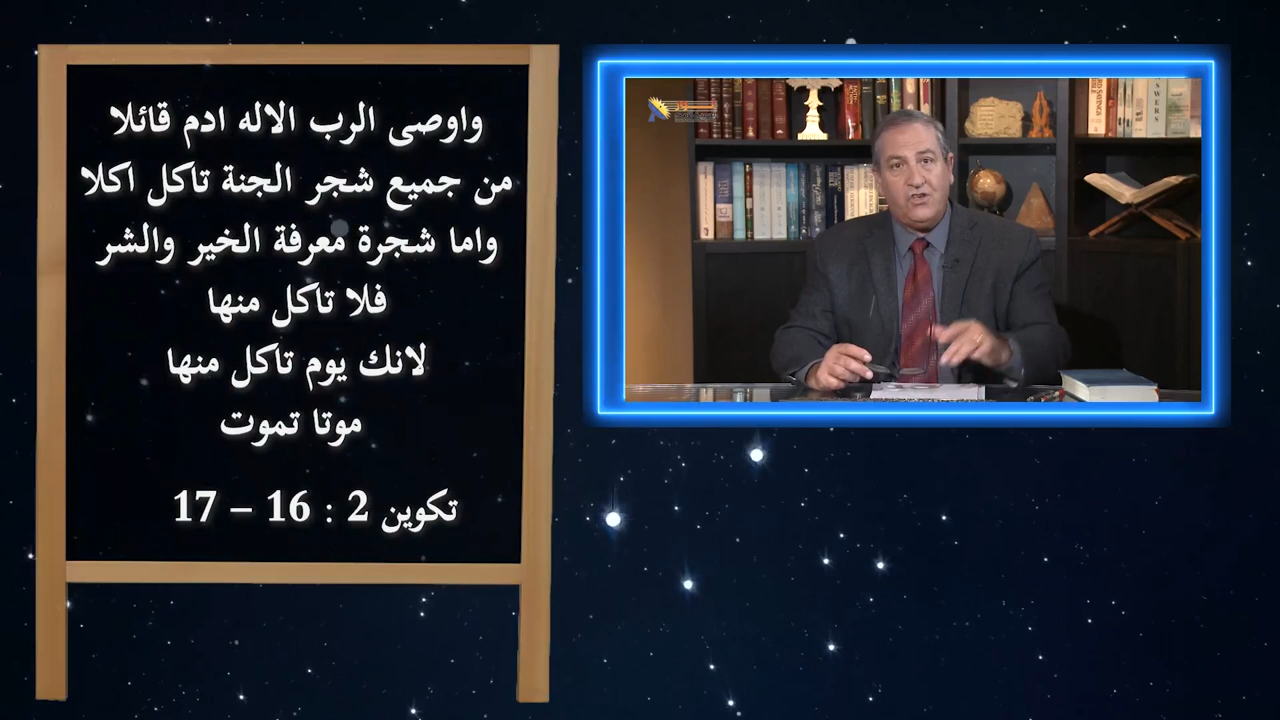 واوصى الرب الاله ادم قائلا
من جميع شجر الجنة تاكل اكلا
واما شجرة معرفة الخير والشر
فلا تاكل منها
لانك يوم تاكل منها
موتا تموت
تكوين 2 : 16 – 17